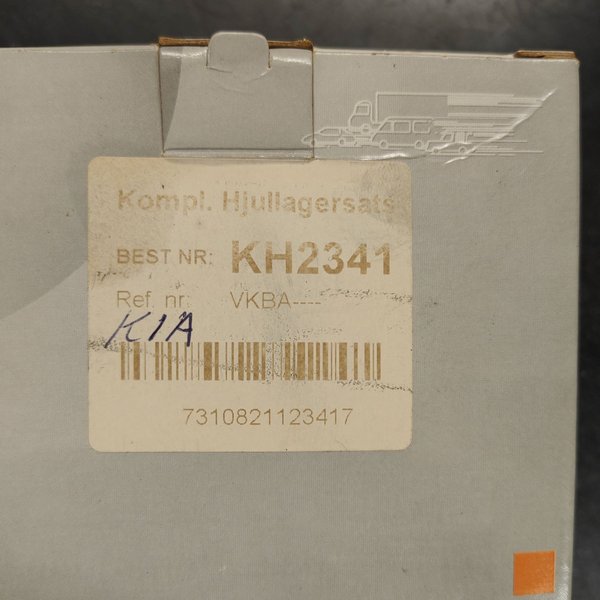 Kompl. Hjullagersats
BEST NR: KH2341
Ref. nr: VKBA----
KIA
7310821123417